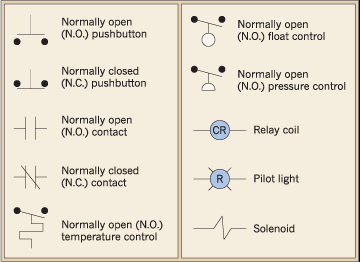 Normally open
(N.O.) pushbutton
Normally closed
(N.C.) pushbutton
Normally open
(N.O.) contact
Normally closed
(N.C.) contact
Normally open (N.O.)
temperature control
Normally open
(N.O.) float control
Normally open
(N.O.) pressure control
CR Relay coil
R Pilot light
Solenoid